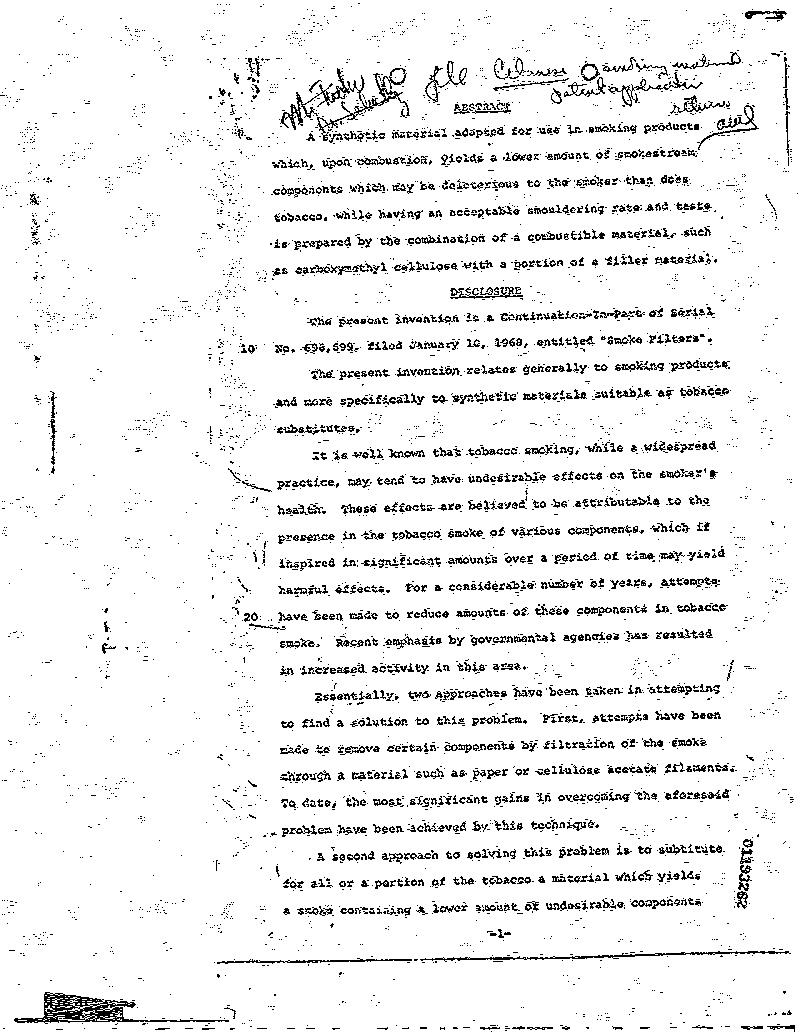 file Celanese smoking material
patent application
ABSTRACT
A synthetic material adapted for use in smoking products
which, upon combustion, yields a lower amount of smokestream
components which may be deleterious to the smoker than does
tobacco, while having an acceptable smouldering rate and taste
is prepared by the combination of a combustible material, such
as carboxymethyl cellulose with a portion of a filler material.
DISCLOSURE
The present invention is a Continuation-In-Part of Serial
10 No. 696,699, filed January 10, 1968, entitled "Smoke Filters".
The present invention relates generally to smoking products
and more specifically to synthetic materials suitable as tobacco
substitutes.
It is well known that tobacco smoking, while a widespread
practice, may tend to have undesirable effects on the smoker's
health. These effects are believed to be attributable to the
presence in the tobacco smoke of various components, which if
inspired in significant amounts over a period of time may yield
harmful effects. For a considerable number of years, attempts
20 have been made to reduce amounts of these components in tobacco
smoke. Recent emphasis by governmental agencies has resulted
in increased activity in this area.
Essentially, two approaches have been taken in attempting
to find a solution to this problem. First, attempts have been
made to remove certain components by filtration of the smoke
through a material such as paper or cellulose acetate filaments.
To date, the most significant gains in overcoming the aforesaid
problem have been achieved by this technique.
A second approach to solving this problem is to substitute
for all or a portion of the tobacco a material which yields
a smoke containing a lower amount of undesirable components
-1-
01193262